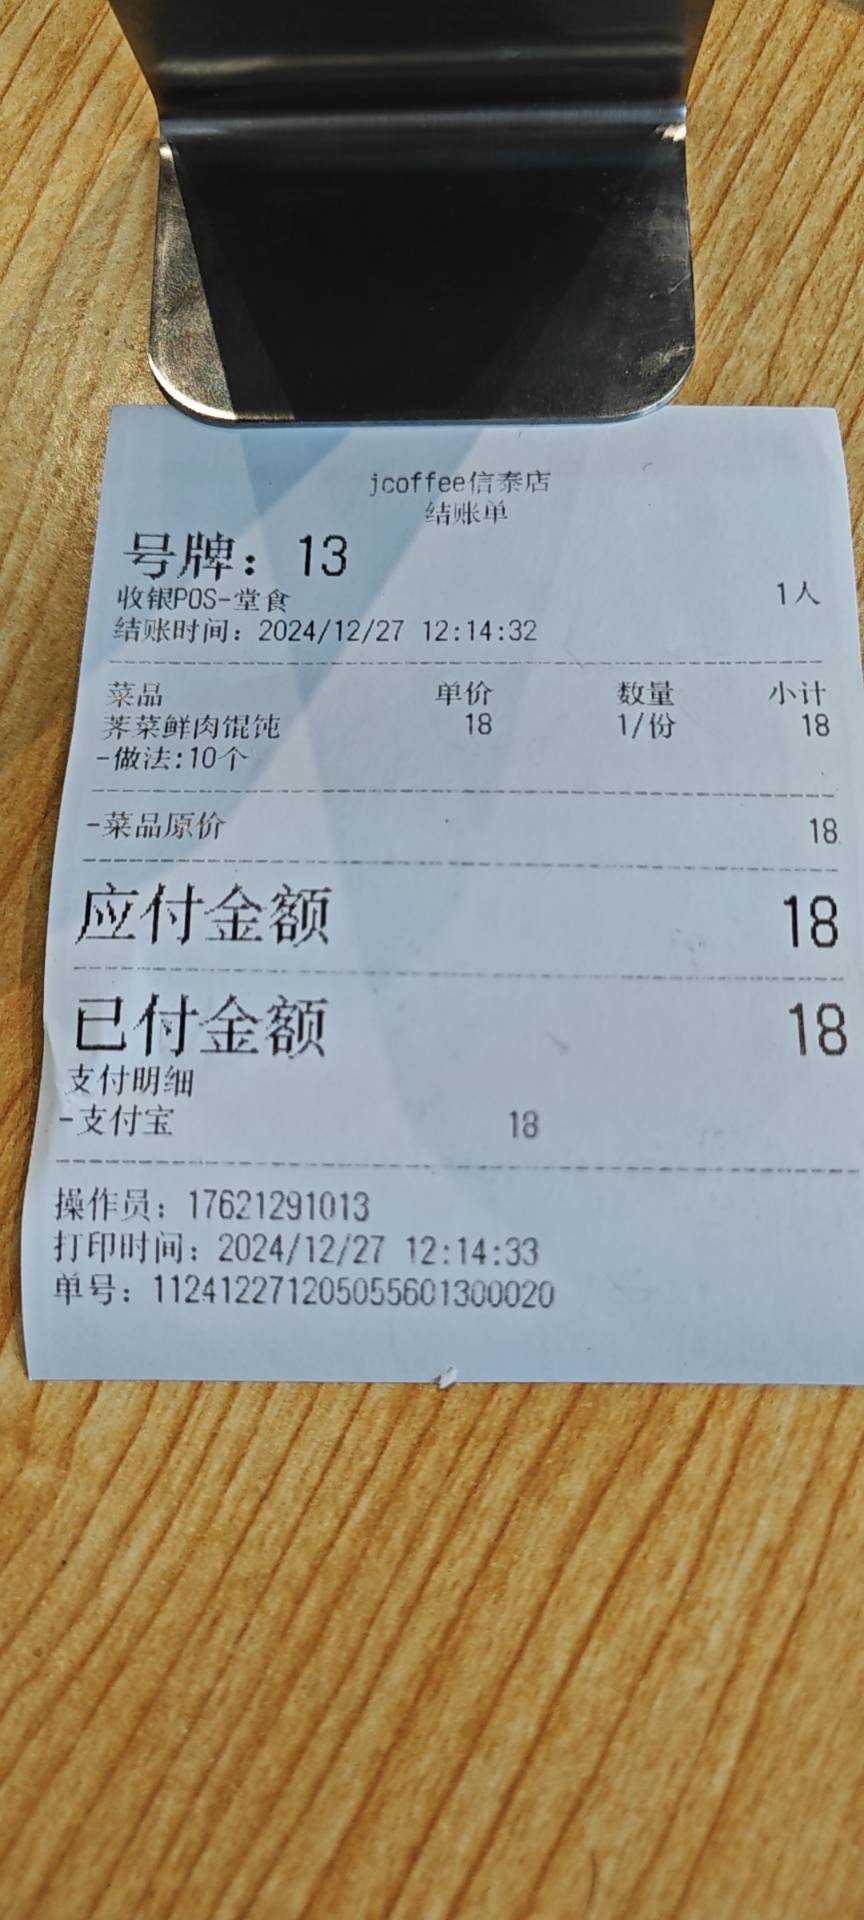 jcoffee信泰店
结账单
号牌：13
收银POS-堂食 1人
结账时间：2024/12/27 12:14:32
菜品 单价 数量 小计
荠菜鲜肉馄饨 18 1/份 18
-做法:10个
-菜品原价 18
应付金额 18
已付金额 18
支付明细
-支付宝 18
操作员：17621291013
打印时间：2024/12/27 12:14:33
单号：112412271205055601300020